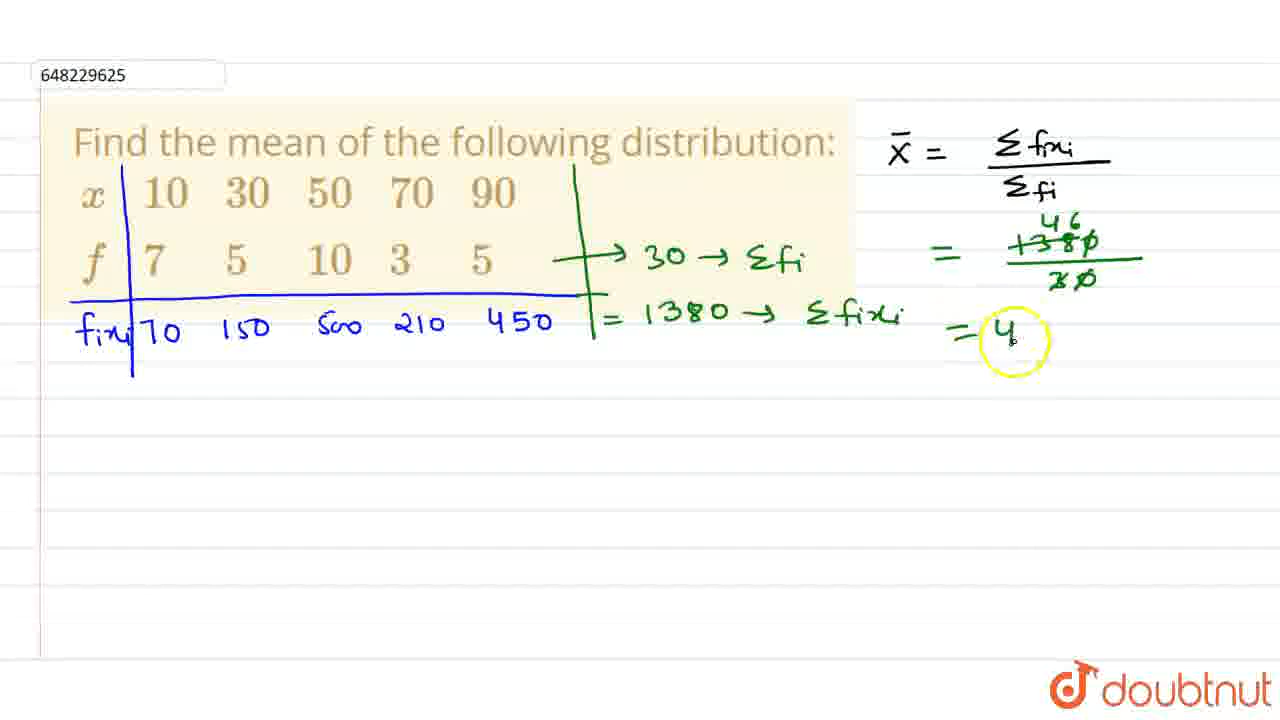 648229625
Find the mean of the following distribution:
x 10 30 50 70 90
f 7 5 10 3 5 → 30 → Σfi
fixi 70 150 500 210 450 = 1380 → Σfixi
x̄ = Σfixi / Σfi
46
= 1380 / 30
= 4
doubtnut